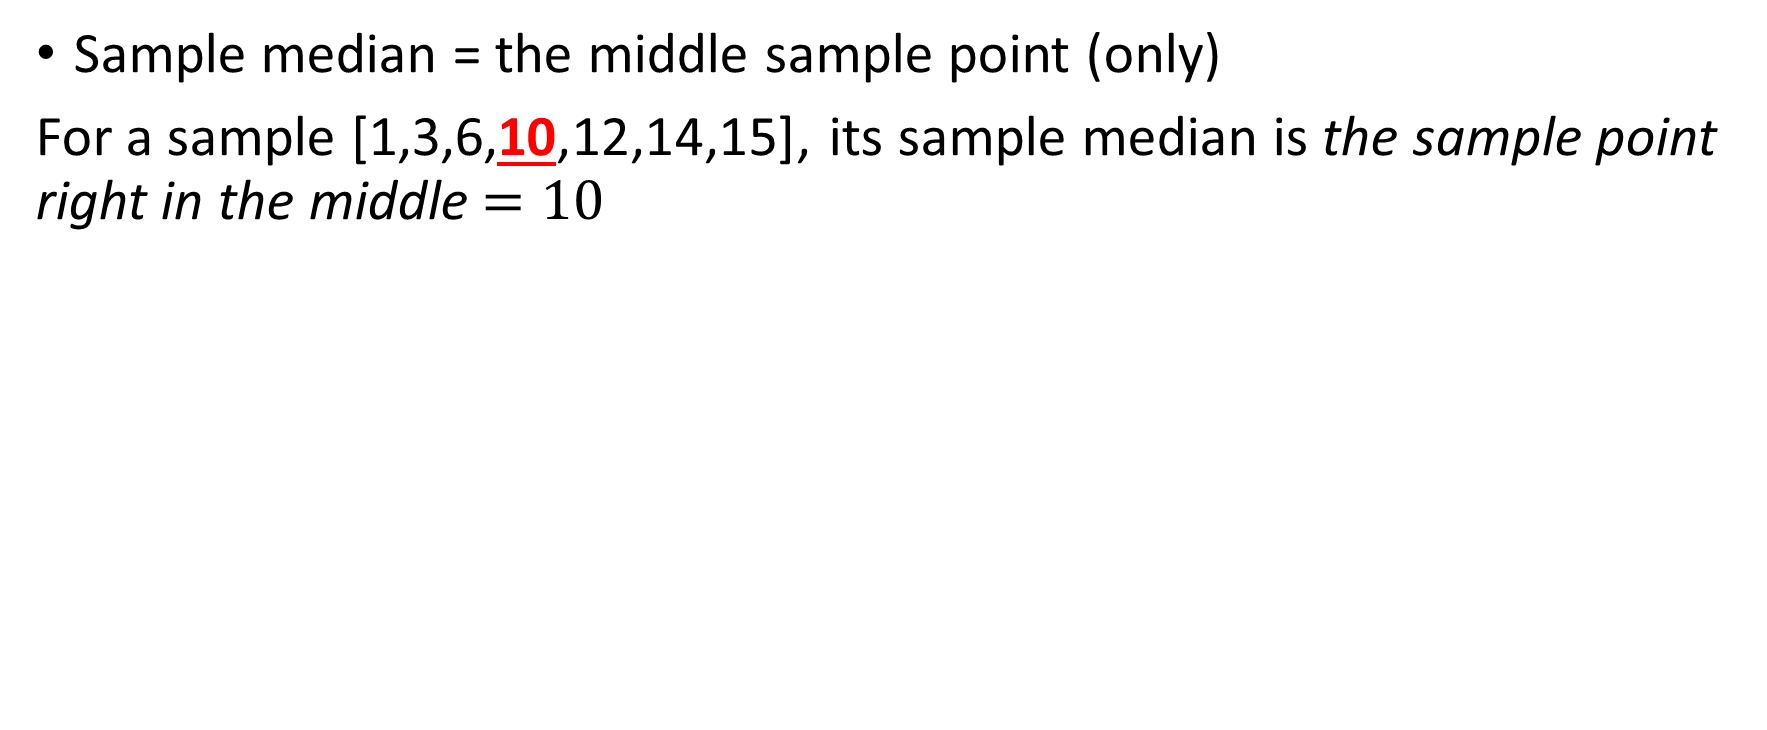 • Sample median = the middle sample point (only)
For a sample [1,3,6,10,12,14,15], its sample median is the sample point
right in the middle = 10